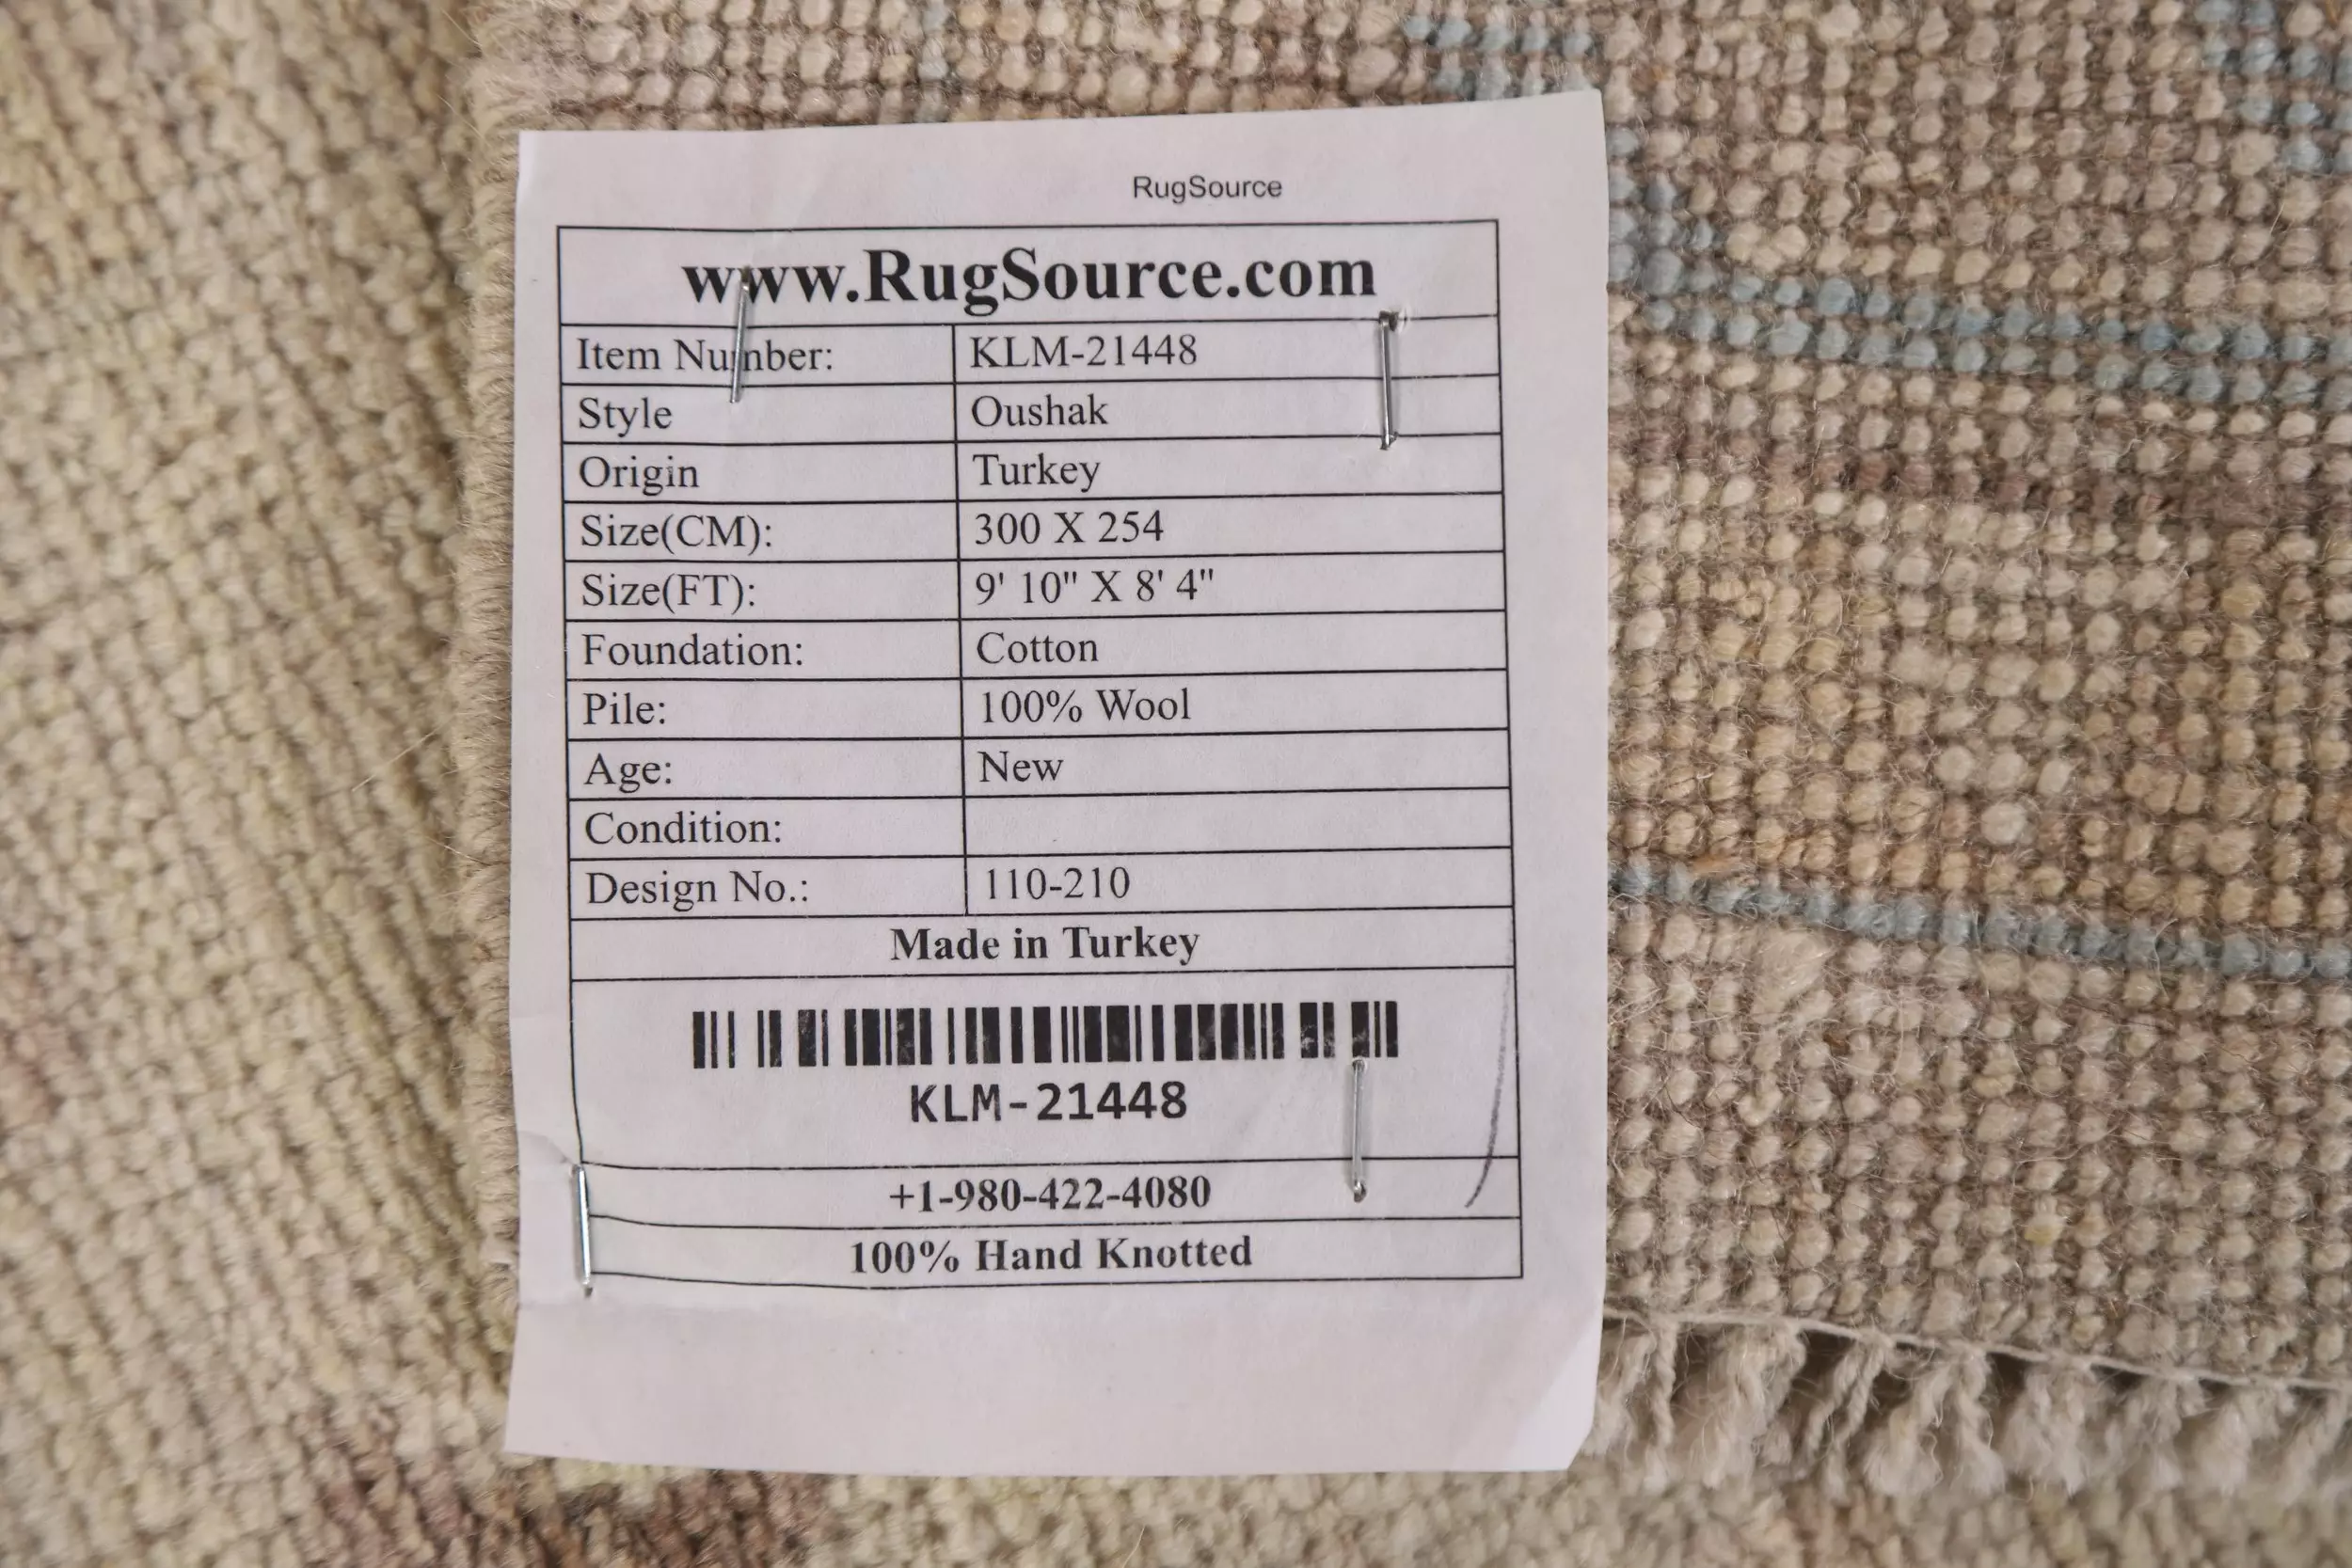 RugSource
www.RugSource.com
Item Number: KLM-21448
Style Oushak
Origin Turkey
Size(CM): 300 X 254
Size(FT): 9' 10" X 8' 4"
Foundation: Cotton
Pile: 100% Wool
Age: New
Condition:
Design No.: 110-210
Made in Turkey
KLM-21448
+1-980-422-4080
100% Hand Knotted